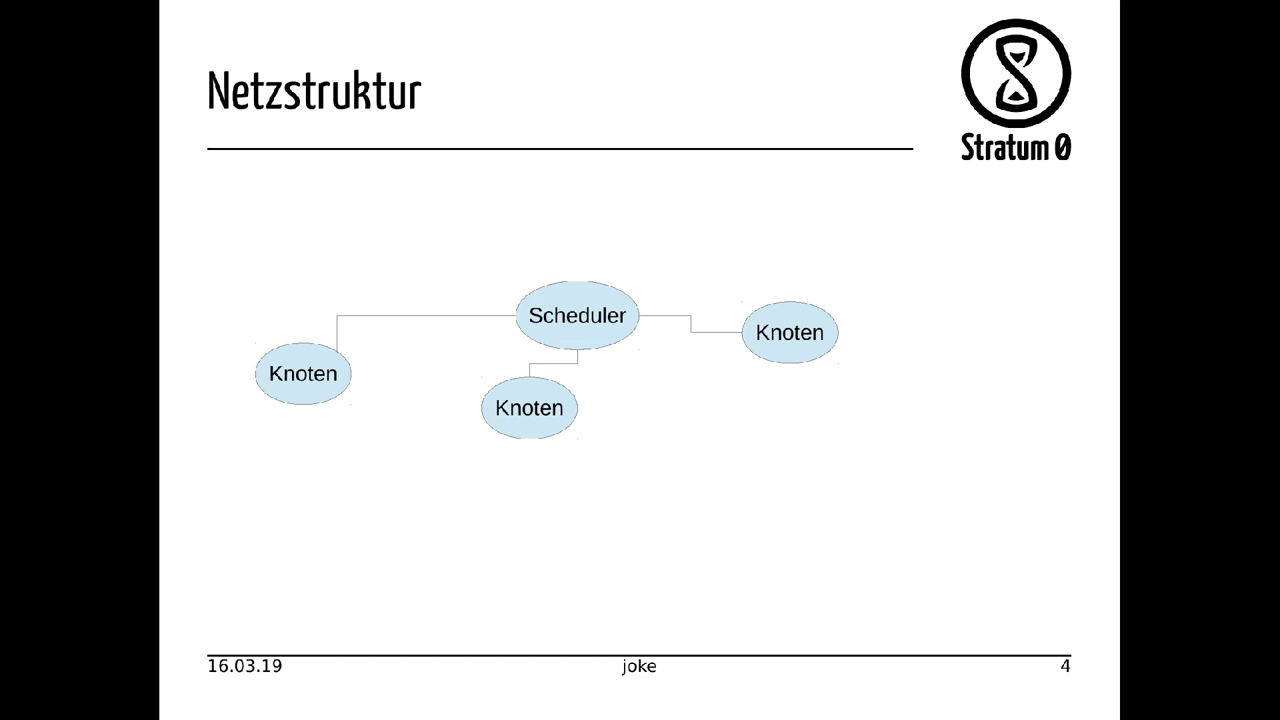 Netzstruktur
Stratum 0
Scheduler
Knoten
Knoten
Knoten
16.03.19 joke 4